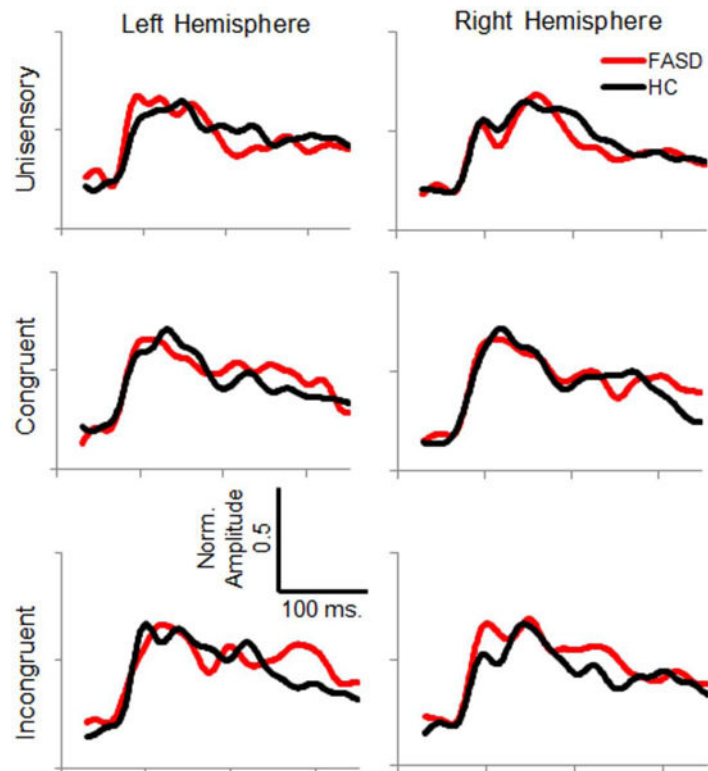 Left Hemisphere
Right Hemisphere
Unisensory
FASD
HC
Congruent
Norm.
Amplitude
0.5
100 ms.
Incongruent